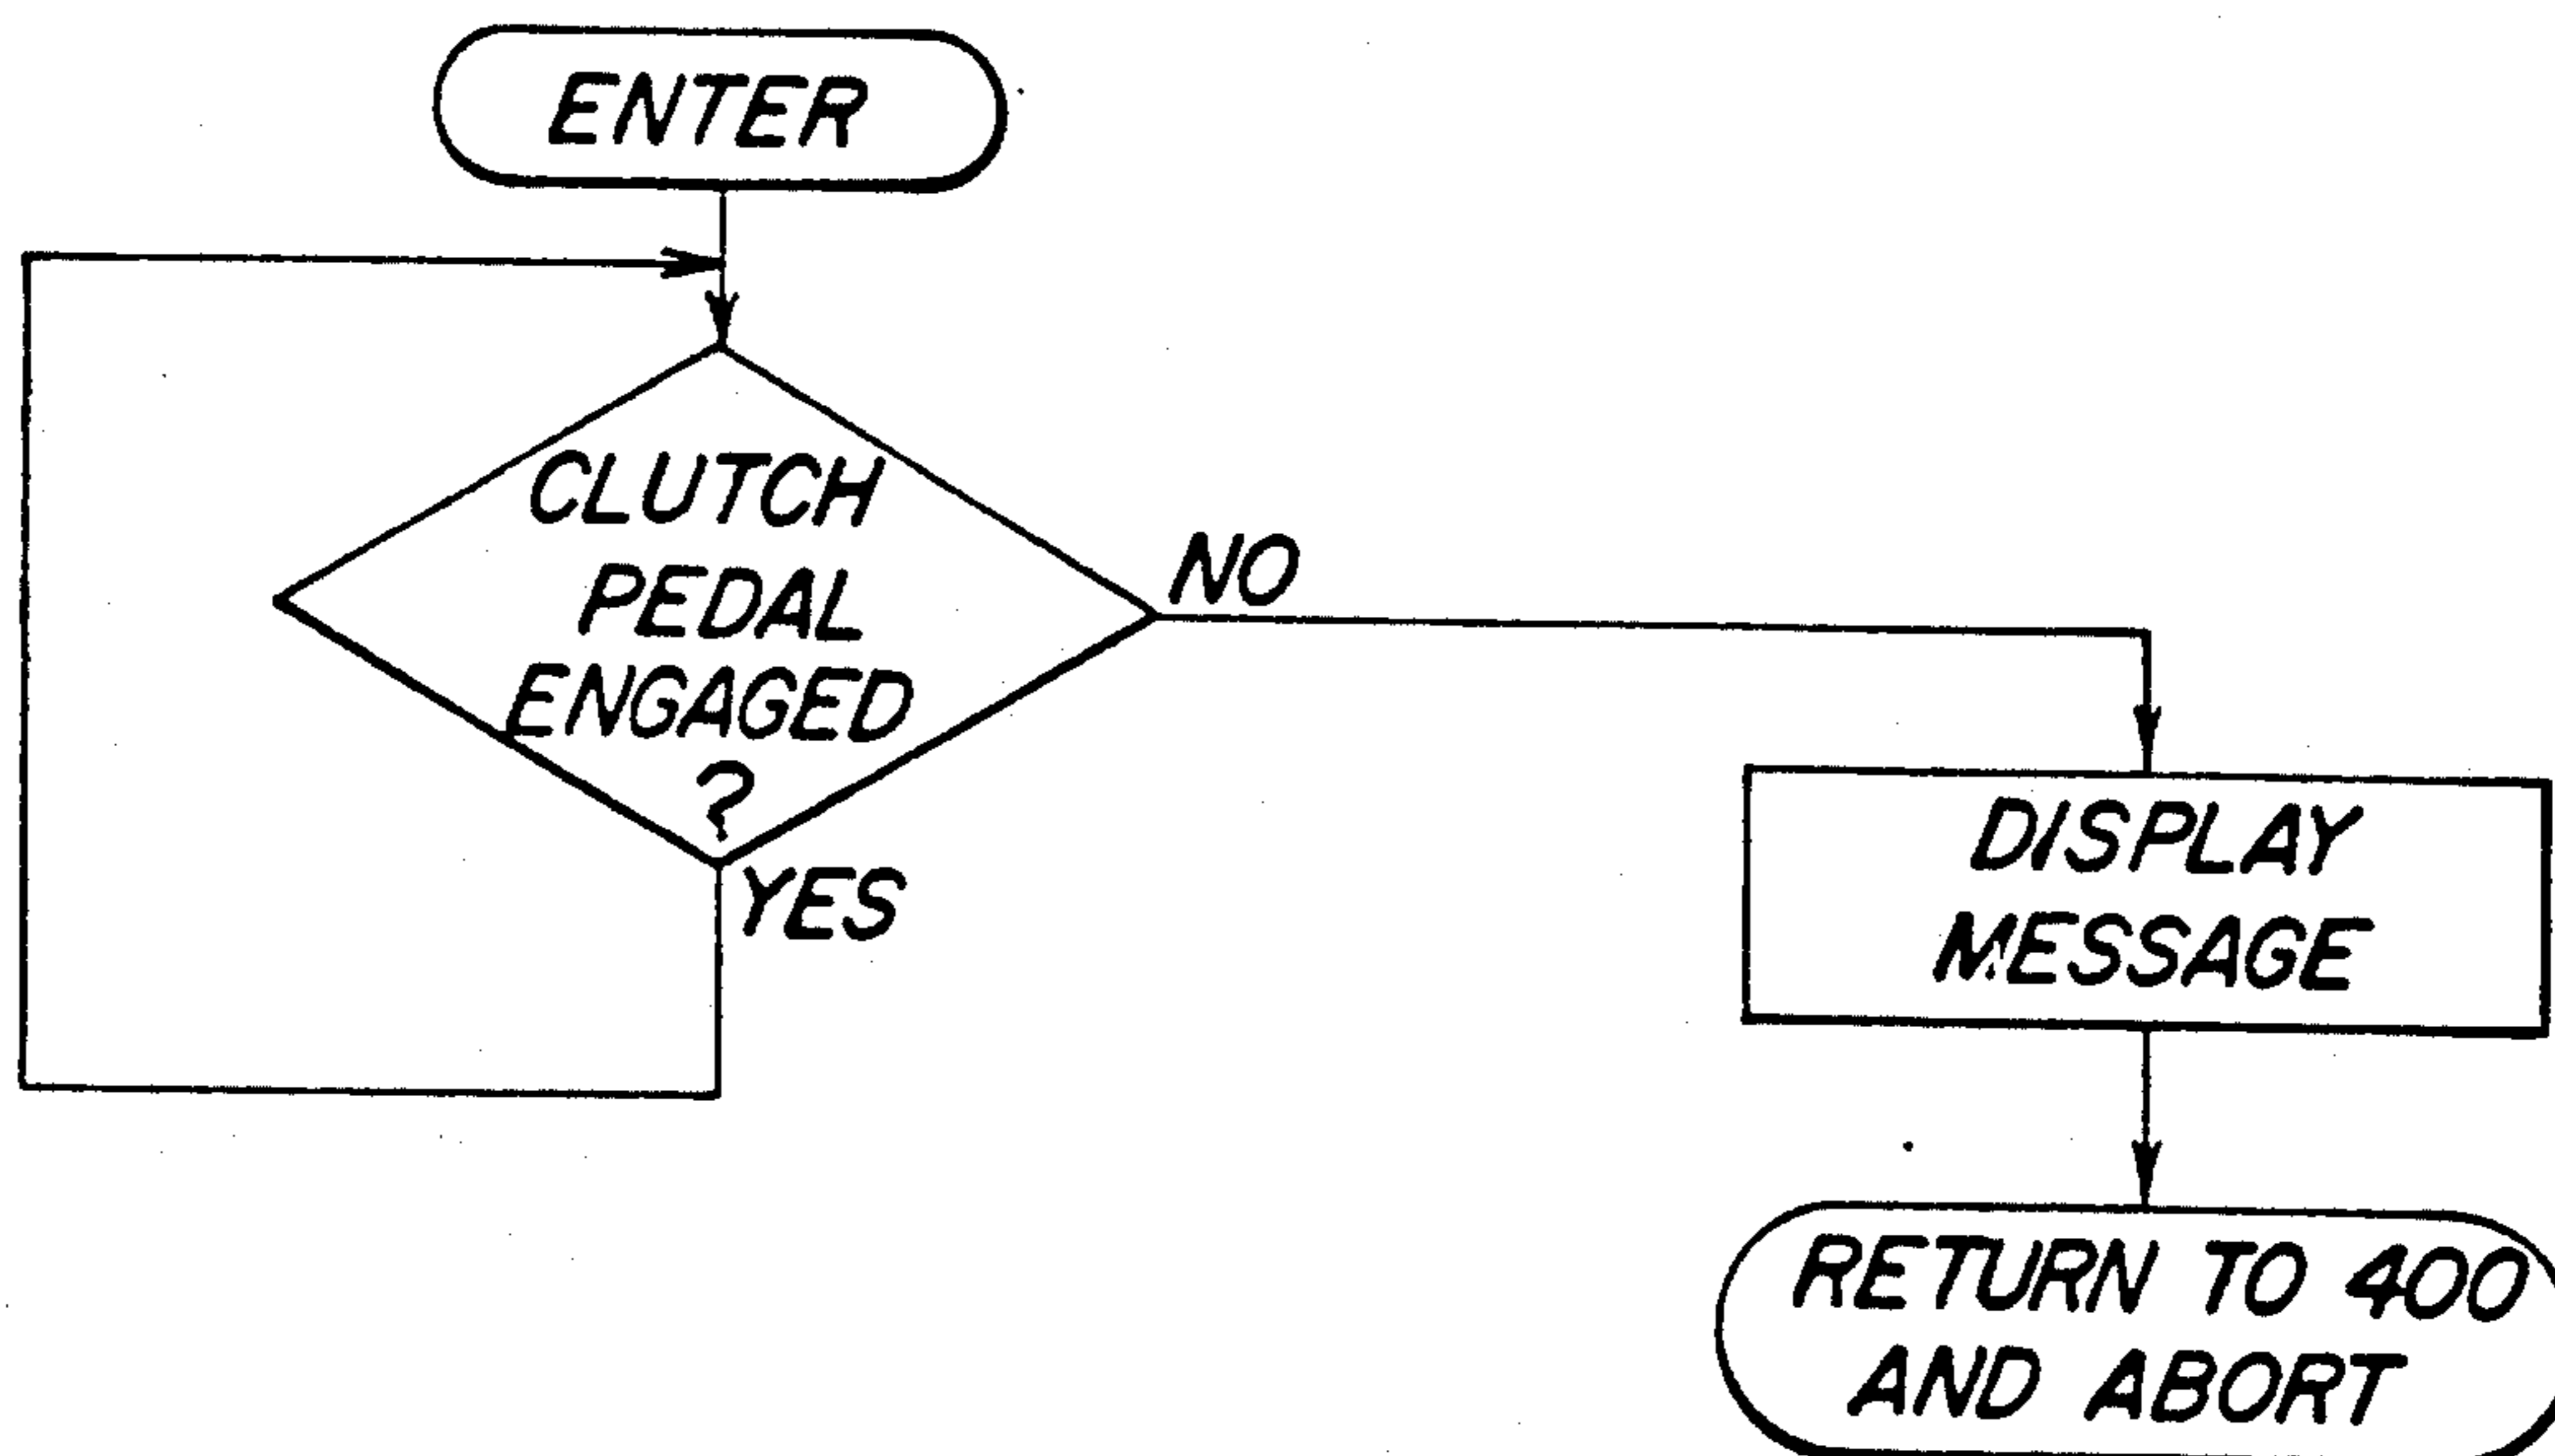 ENTER
CLUTCH
PEDAL
ENGAGED
?
NO
YES
DISPLAY
MESSAGE
RETURN TO 400
AND ABORT